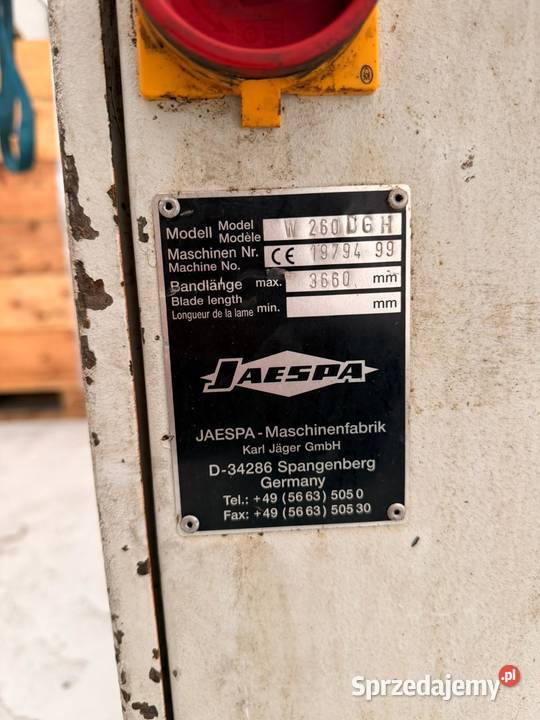 Modell Model Modèle W 260 DGH
Maschinen Nr. Machine No. CE 19794 99
Bandlänge max. 3660 mm
Blade length
Longueur de la lame min. mm
JAESPA
JAESPA-Maschinenfabrik
Karl Jäger GmbH
D-34286 Spangenberg
Germany
Tel.: +49 (56 63) 505 0
Fax: +49 (56 63) 505 30
Sprzedajemy.pl